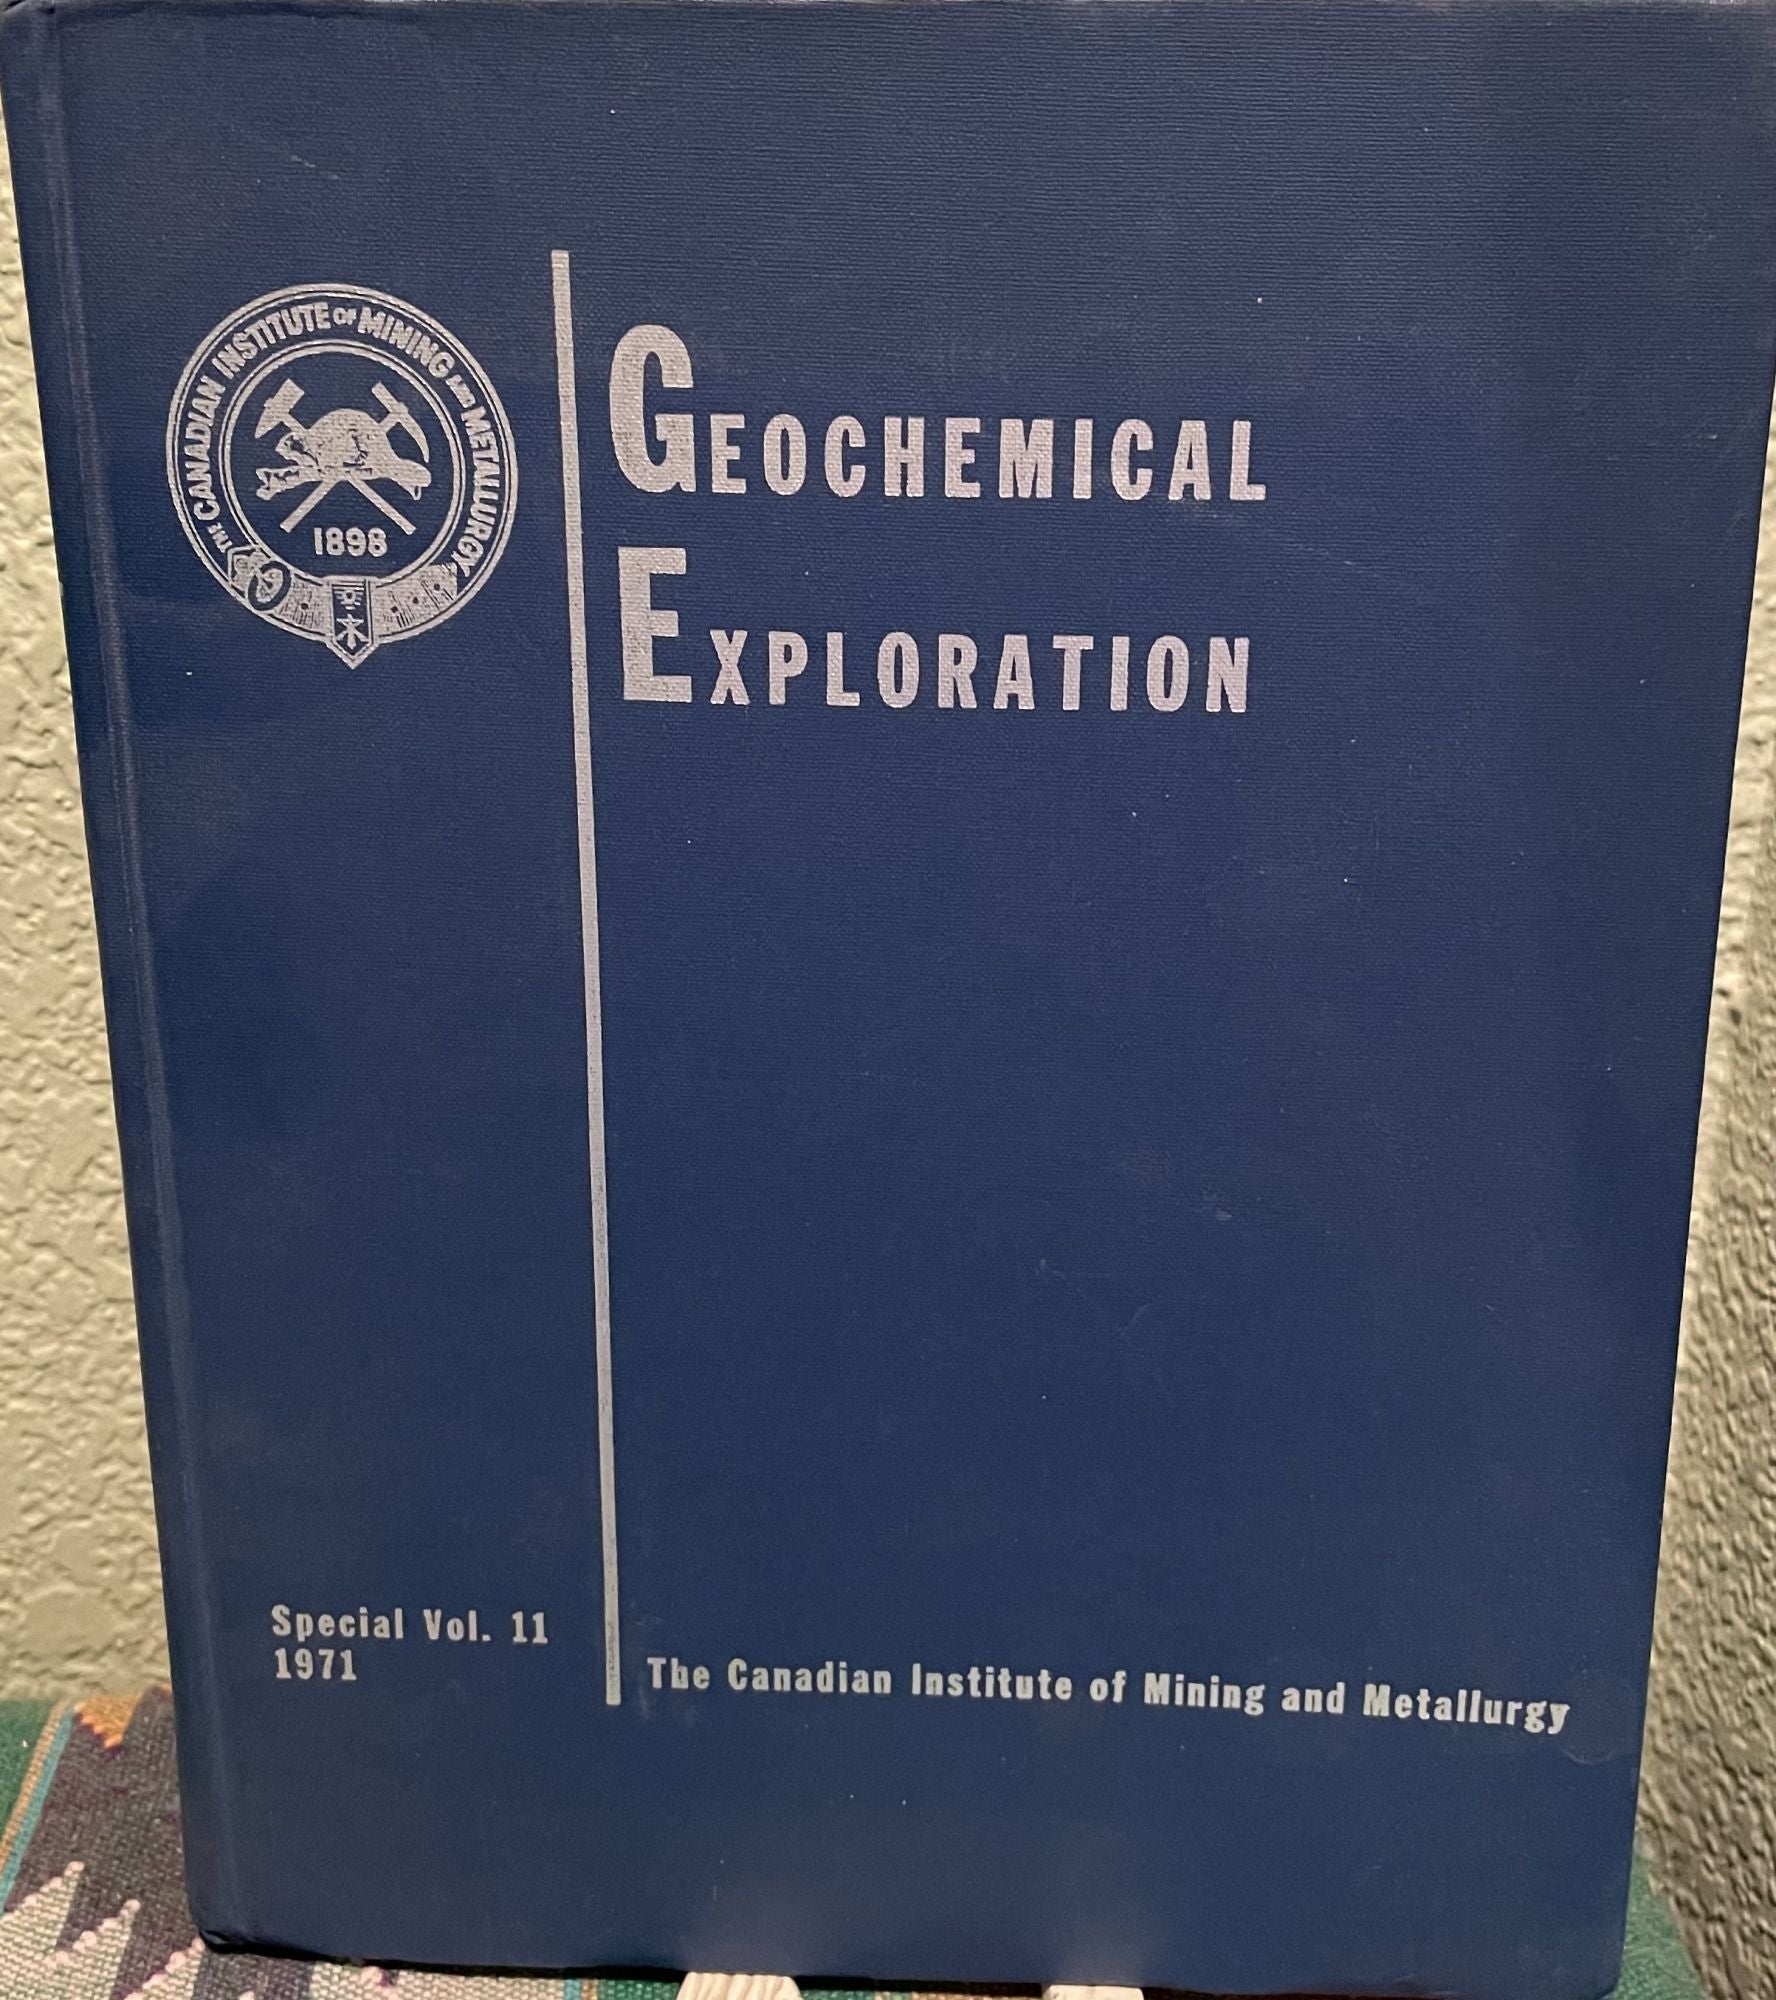 THE CANADIAN INSTITUTE OF MINING AND METALLURGY
1898
GEOCHEMICAL
EXPLORATION
Special Vol. 11
1971
The Canadian Institute of Mining and Metallurgy